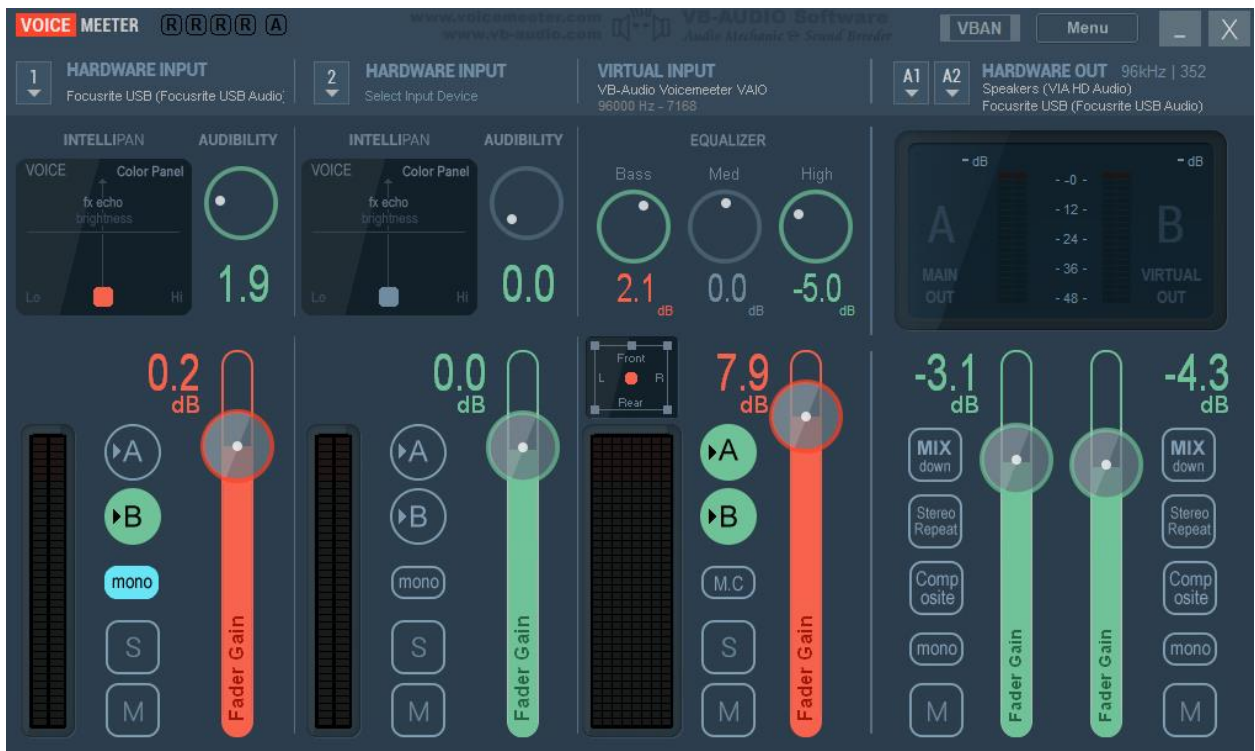 VOICE MEETER R R R R A
www.voicemeeter.com VB-AUDIO Software
www.vb-audio.com Audio Mechanic & Sound Breeder
VBAN Menu _ X
1 HARDWARE INPUT
Focusrite USB (Focusrite USB Audio)
2 HARDWARE INPUT
Select Input Device
VIRTUAL INPUT
VB-Audio Voicemeeter VAIO
96000 Hz - 7168
A1 A2 HARDWARE OUT 96kHz | 352
Speakers (VIA HD Audio)
Focusrite USB (Focusrite USB Audio)
INTELLIPAN AUDIBILITY
VOICE Color Panel
fx echo
brightness
Lo Hi
1.9
INTELLIPAN AUDIBILITY
VOICE Color Panel
fx echo
brightness
Lo Hi
0.0
EQUALIZER
Bass Med High
2.1 0.0 -5.0
dB dB dB
- dB - dB
- -0 -
- 12 -
- 24 -
- 36 -
- 48 -
A
MAIN
OUT
B
VIRTUAL
OUT
0.2
dB
A
B
mono
S
M
Fader Gain
0.0
dB
A
B
mono
S
M
Fader Gain
Front
L R
Rear
7.9
dB
A
B
M.C
S
M
Fader Gain
-3.1
dB
MIX
down
Stereo
Repeat
Comp
osite
mono
M
Fader Gain
Fader Gain
-4.3
dB
MIX
down
Stereo
Repeat
Comp
osite
mono
M